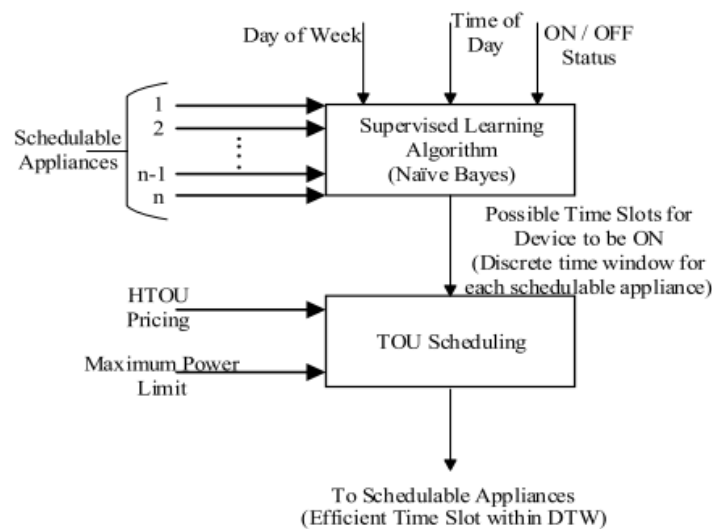 Day of Week
Time of
Day
ON / OFF
Status
Schedulable
Appliances
1
2
n-1
n
Supervised Learning
Algorithm
(Naïve Bayes)
Possible Time Slots for
Device to be ON
(Discrete time window for
each schedulable appliance)
HTOU
Pricing
Maximum Power
Limit
TOU Scheduling
To Schedulable Appliances
(Efficient Time Slot within DTW)